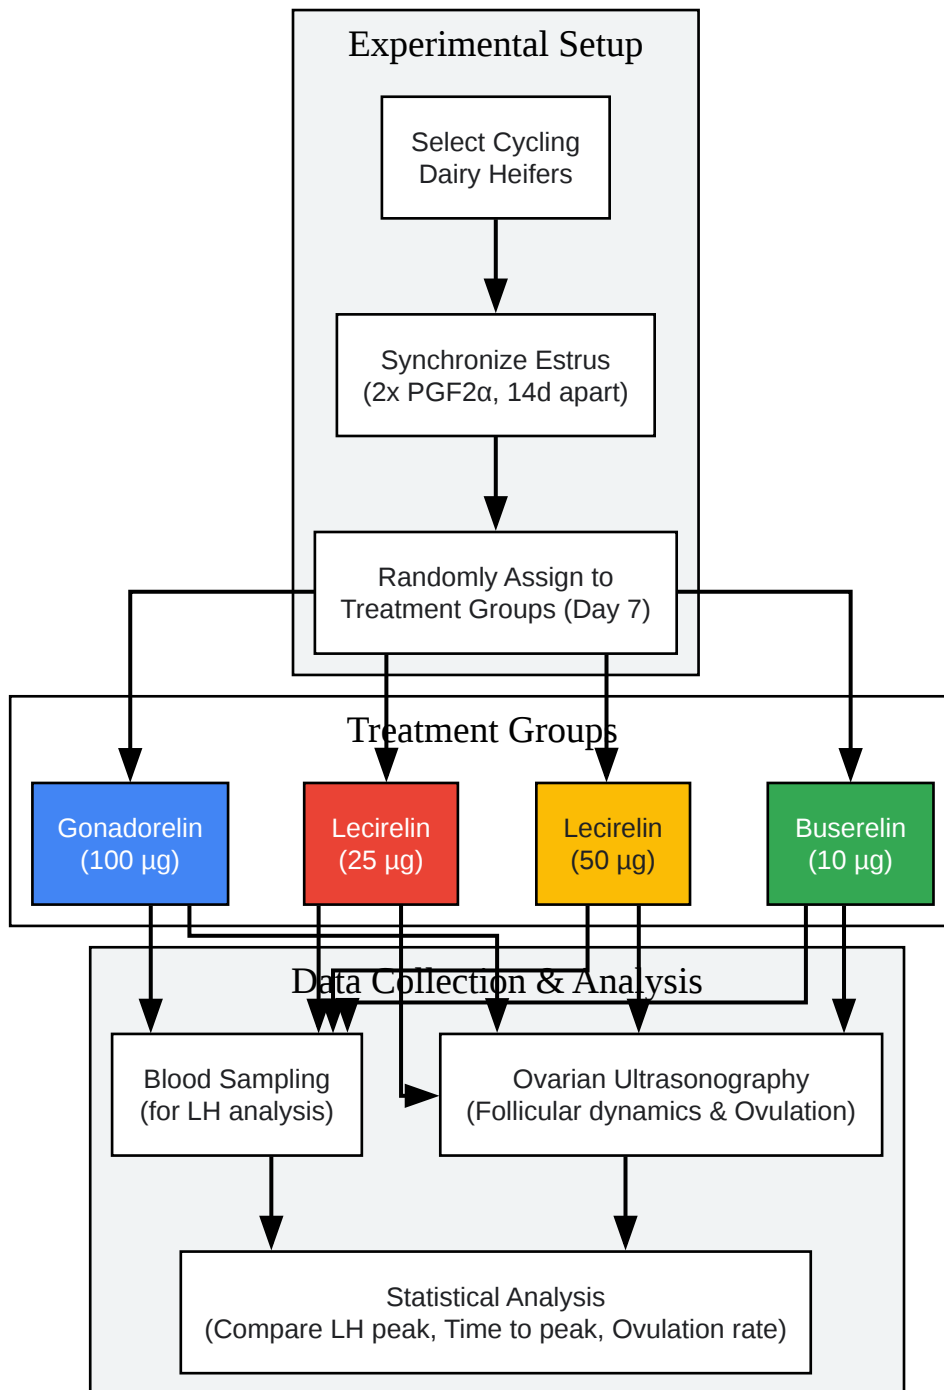 Experimental Setup
Select Cycling
Dairy Heifers
Synchronize Estrus
(2x PGF2α, 14d apart)
Randomly Assign to
Treatment Groups (Day 7)
Treatment Groups
Gonadorelin
(100 µg)
Lecirelin
(25 µg)
Lecirelin
(50 µg)
Buserelin
(10 µg)
Data Collection & Analysis
Blood Sampling
(for LH analysis)
Ovarian Ultrasonography
(Follicular dynamics & Ovulation)
Statistical Analysis
(Compare LH peak, Time to peak, Ovulation rate)